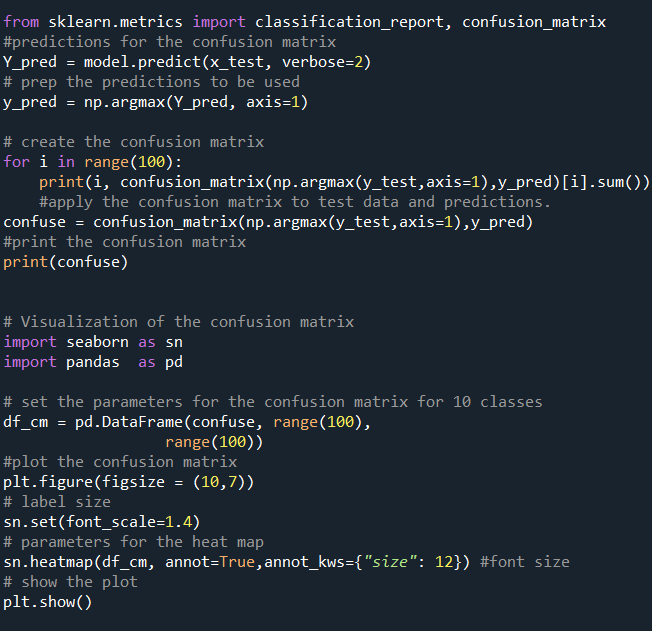 from sklearn.metrics import classification_report, confusion_matrix
#predictions for the confusion matrix
Y_pred = model.predict(x_test, verbose=2)
# prep the predictions to be used
y_pred = np.argmax(Y_pred, axis=1)

# create the confusion matrix
for i in range(100):
    print(i, confusion_matrix(np.argmax(y_test,axis=1),y_pred)[i].sum())
    #apply the confusion matrix to test data and predictions.
confuse = confusion_matrix(np.argmax(y_test,axis=1),y_pred)
#print the confusion matrix
print(confuse)


# Visualization of the confusion matrix
import seaborn as sn
import pandas  as pd

# set the parameters for the confusion matrix for 10 classes
df_cm = pd.DataFrame(confuse, range(100),
                  range(100))
#plot the confusion matrix
plt.figure(figsize = (10,7))
# label size
sn.set(font_scale=1.4)
# parameters for the heat map
sn.heatmap(df_cm, annot=True,annot_kws={"size": 12}) #font size
# show the plot
plt.show()